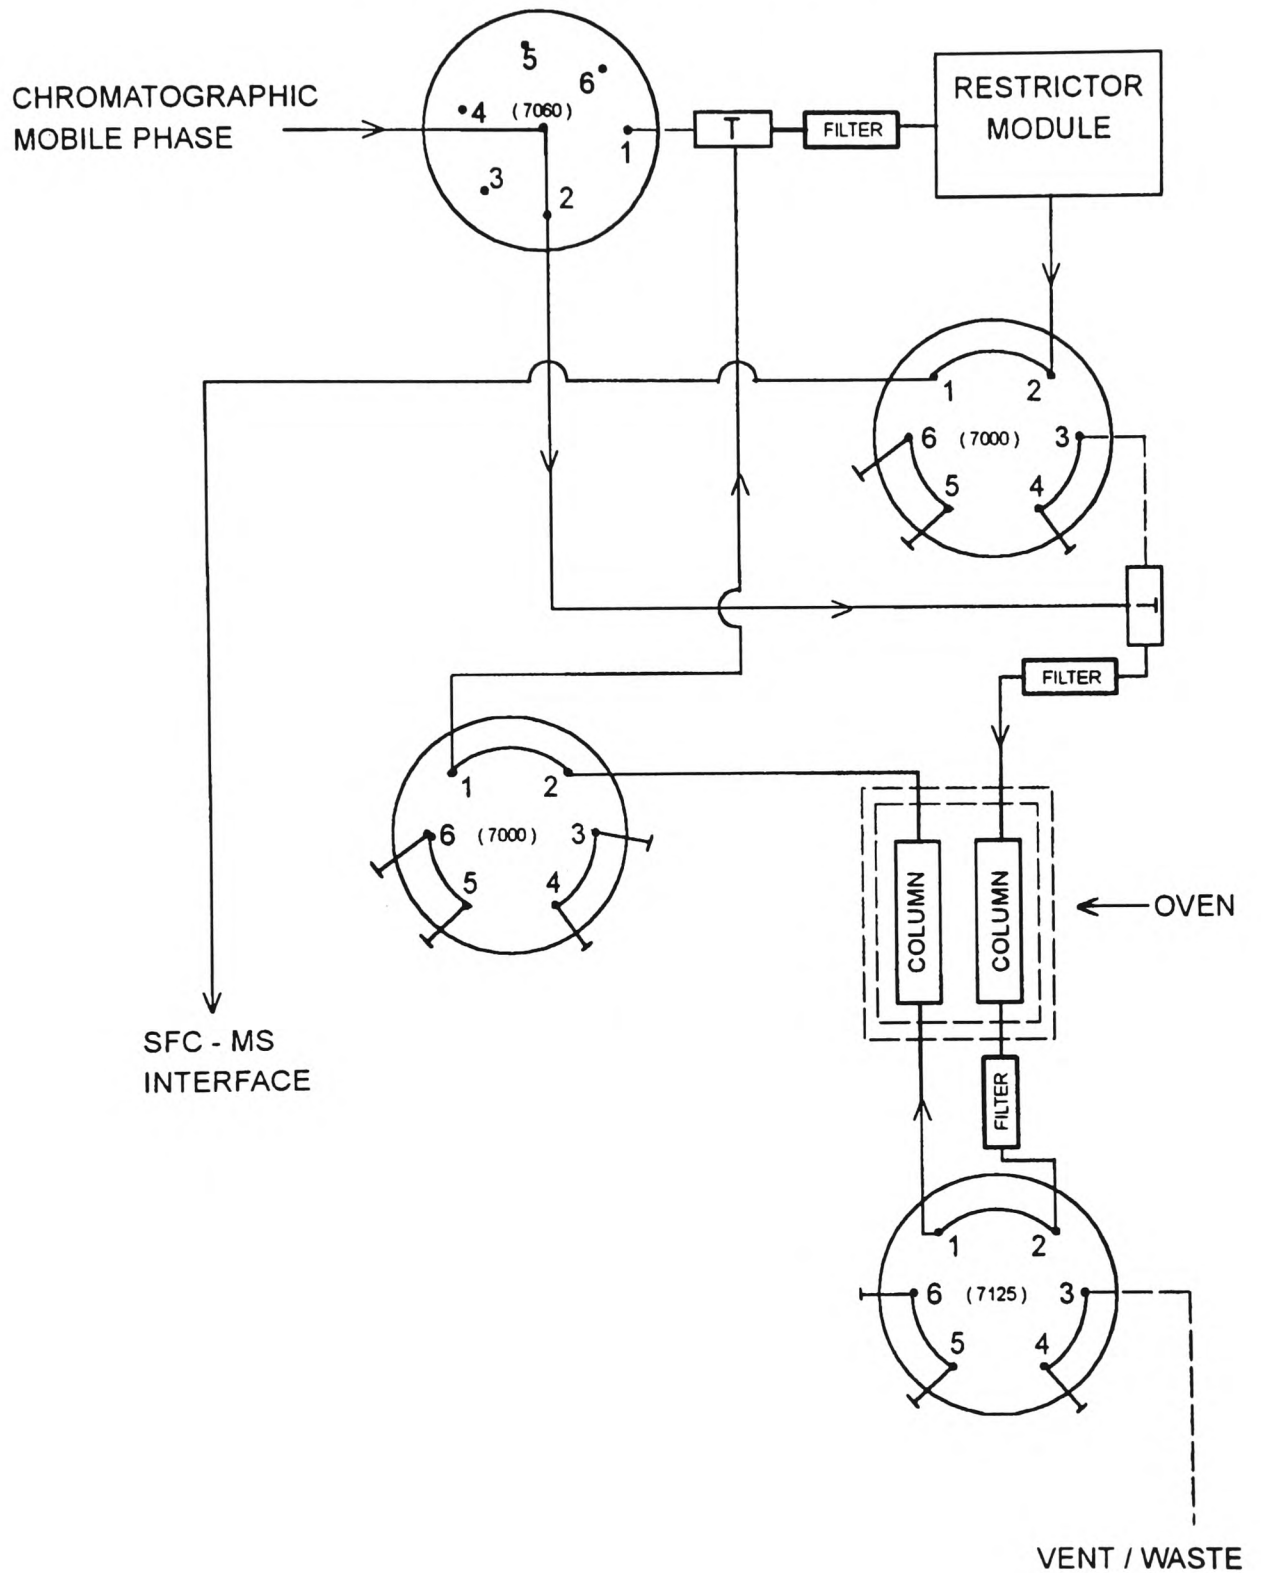 CHROMATOGRAPHIC
MOBILE PHASE
5
6
4
(7060)
3
2
1
T
FILTER
RESTRICTOR
MODULE
1
2
6
(7000)
3
5
4
T
FILTER
1
2
6
(7000)
3
5
4
COLUMN
COLUMN
OVEN
SFC - MS
INTERFACE
FILTER
1
2
6
(7125)
3
5
4
VENT / WASTE